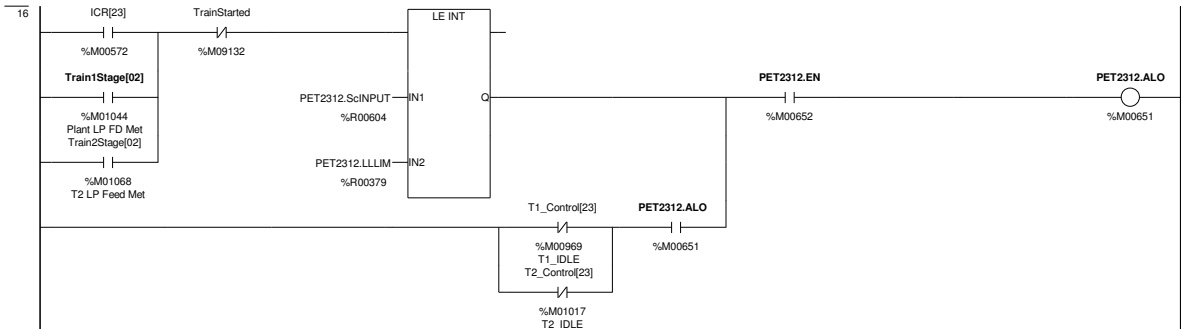 16
ICR[23]
TrainStarted
LE INT
%M00572
%M09132
Train1Stage[02]
PET2312.EN
PET2312.ALO
PET2312.ScINPUT
IN1
Q
%M01044
%R00604
%M00652
%M00651
Plant LP FD Met
Train2Stage[02]
PET2312.LLLIM
IN2
%M01068
%R00379
T2 LP Feed Met
T1_Control[23]
PET2312.ALO
%M00969
%M00651
T1_IDLE
T2_Control[23]
%M01017
T2_IDLE